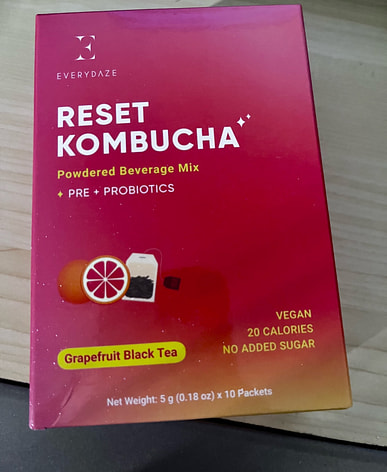 E
EVERYDAZE
RESET
KOMBUCHA
Powdered Beverage Mix
PRE + PROBIOTICS
Grapefruit Black Tea
VEGAN
20 CALORIES
NO ADDED SUGAR
Net Weight: 5 g (0.18 oz) x 10 Packets